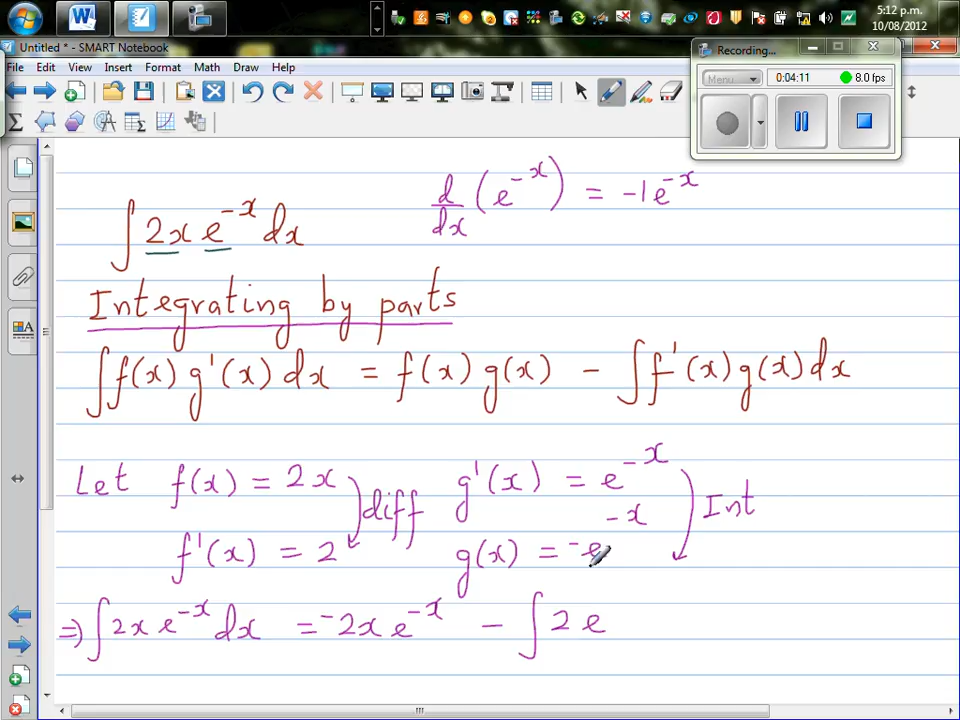 5:12 p.m.
10/08/2012
Untitled * - SMART Notebook
Recording...
File Edit View Insert Format Math Draw Help
Menu 0:04:11 8.0 fps
d/dx (e^-x) = -1e^-x
∫ 2x e^-x dx
Integrating by parts
∫f(x) g'(x) dx = f(x) g(x) - ∫f'(x) g(x) dx
Let f(x) = 2x diff g'(x) = e^-x Int
f'(x) = 2 g(x) = -e^-x
⇒ ∫2x e^-x dx = -2x e^-x - ∫2 e